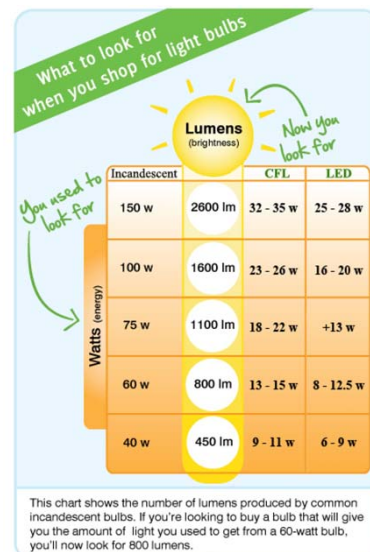 What to look for
when you shop for light bulbs
Lumens
(brightness)
Now you
look for
You used to
look for
Incandescent CFL LED
Watts (energy)
150 w 2600 lm 32 - 35 w 25 - 28 w
100 w 1600 lm 23 - 26 w 16 - 20 w
75 w 1100 lm 18 - 22 w +13 w
60 w 800 lm 13 - 15 w 8 - 12.5 w
40 w 450 lm 9 - 11 w 6 - 9 w
This chart shows the number of lumens produced by common
incandescent bulbs. If you're looking to buy a bulb that will give
you the amount of light you used to get from a 60-watt bulb,
you'll now look for 800 lumens.